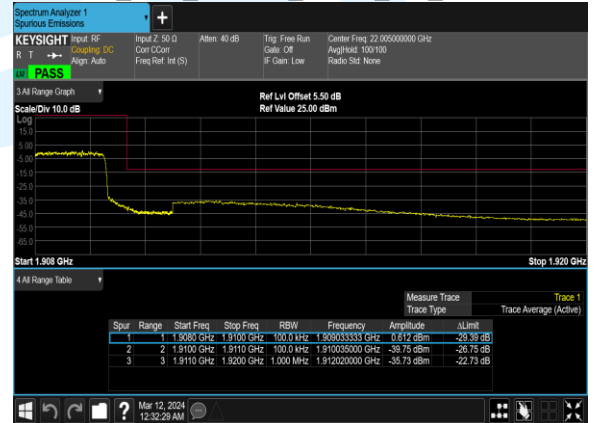 Spectrum Analyzer 1
Spurious Emissions
+
KEYSIGHT Input: RF Input Z: 50 Ω Atten: 40 dB Trig: Free Run Center Freq: 22.005000000 GHz
R T Coupling: DC Corr CCorr Gate: Off Avg|Hold: 100/100
Align: Auto Freq Ref: Int (S) IF Gain: Low Radio Std: None
PASS
3 All Range Graph
Ref Lvl Offset 5.50 dB
Scale/Div 10.0 dB Ref Value 25.00 dBm
Log
15.0
5.00
-5.00
-15.0
-25.0
-35.0
-45.0
-55.0
-65.0
Start 1.908 GHz Stop 1.920 GHz
4 All Range Table
Measure Trace Trace 1
Trace Type Trace Average (Active)
Spur Range Start Freq Stop Freq RBW Frequency Amplitude ΔLimit
1 1 1.9080 GHz 1.9100 GHz 100.0 kHz 1.909033333 GHz 0.612 dBm -29.39 dB
2 2 1.9100 GHz 1.9110 GHz 100.0 kHz 1.910035000 GHz -39.75 dBm -26.75 dB
3 3 1.9110 GHz 1.9200 GHz 1.000 MHz 1.912020000 GHz -35.73 dBm -22.73 dB
? Mar 12, 2024
12:32:29 AM